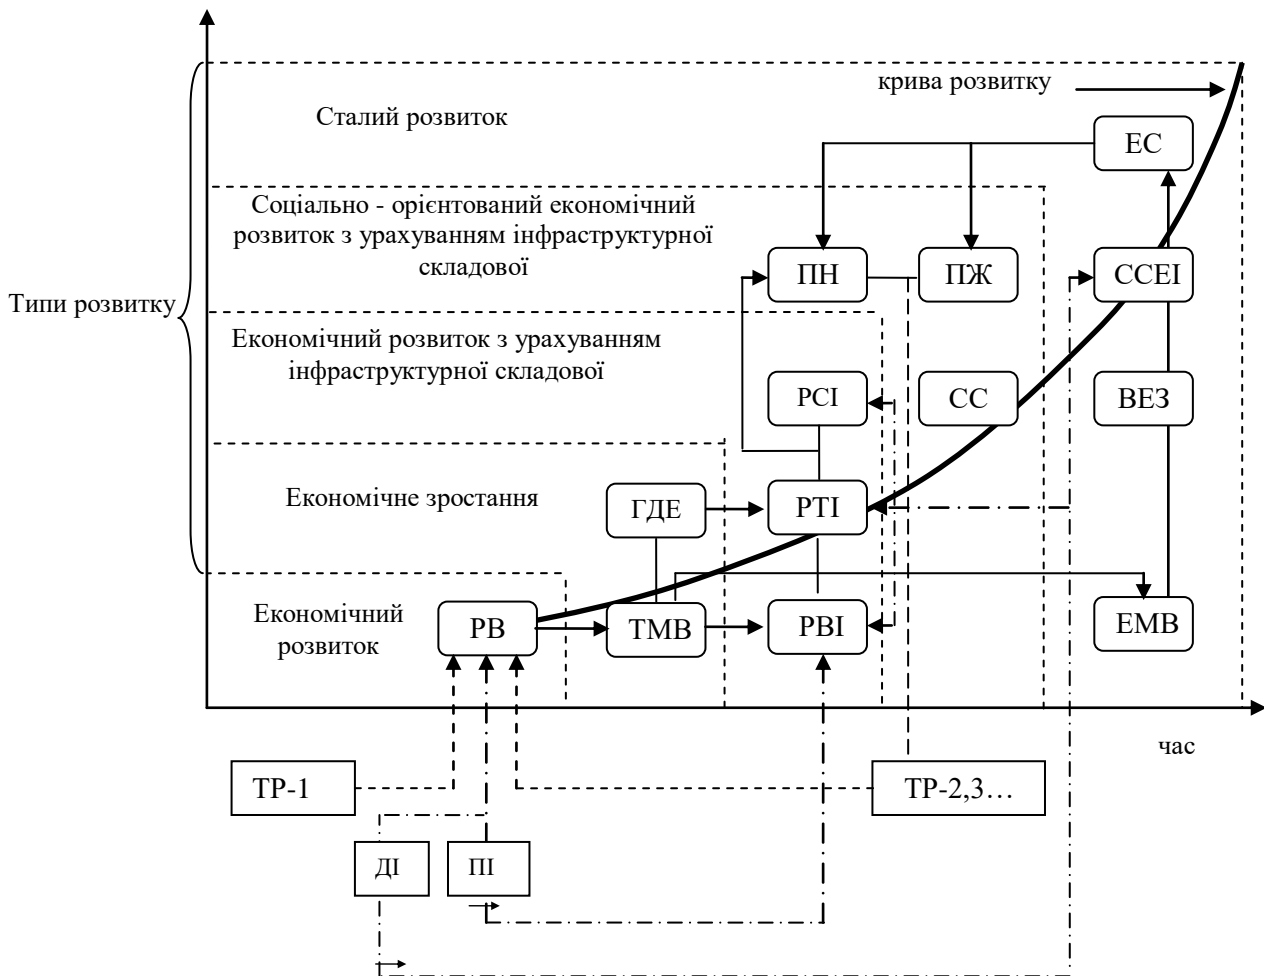 крива розвитку
Сталий розвиток
ЕС
Соціально - орієнтований економічний
розвиток з урахуванням інфраструктурної
складової
ПН
ПЖ
ССЕІ
Типи розвитку
Економічний розвиток з урахуванням
інфраструктурної складової
РСІ
СС
ВЕЗ
Економічне зростання
ГДЕ
РТІ
Економічний
розвиток
РВ
ТМВ
РВІ
ЕМВ
час
ТР-1
ТР-2,3…
ДІ
ПІ